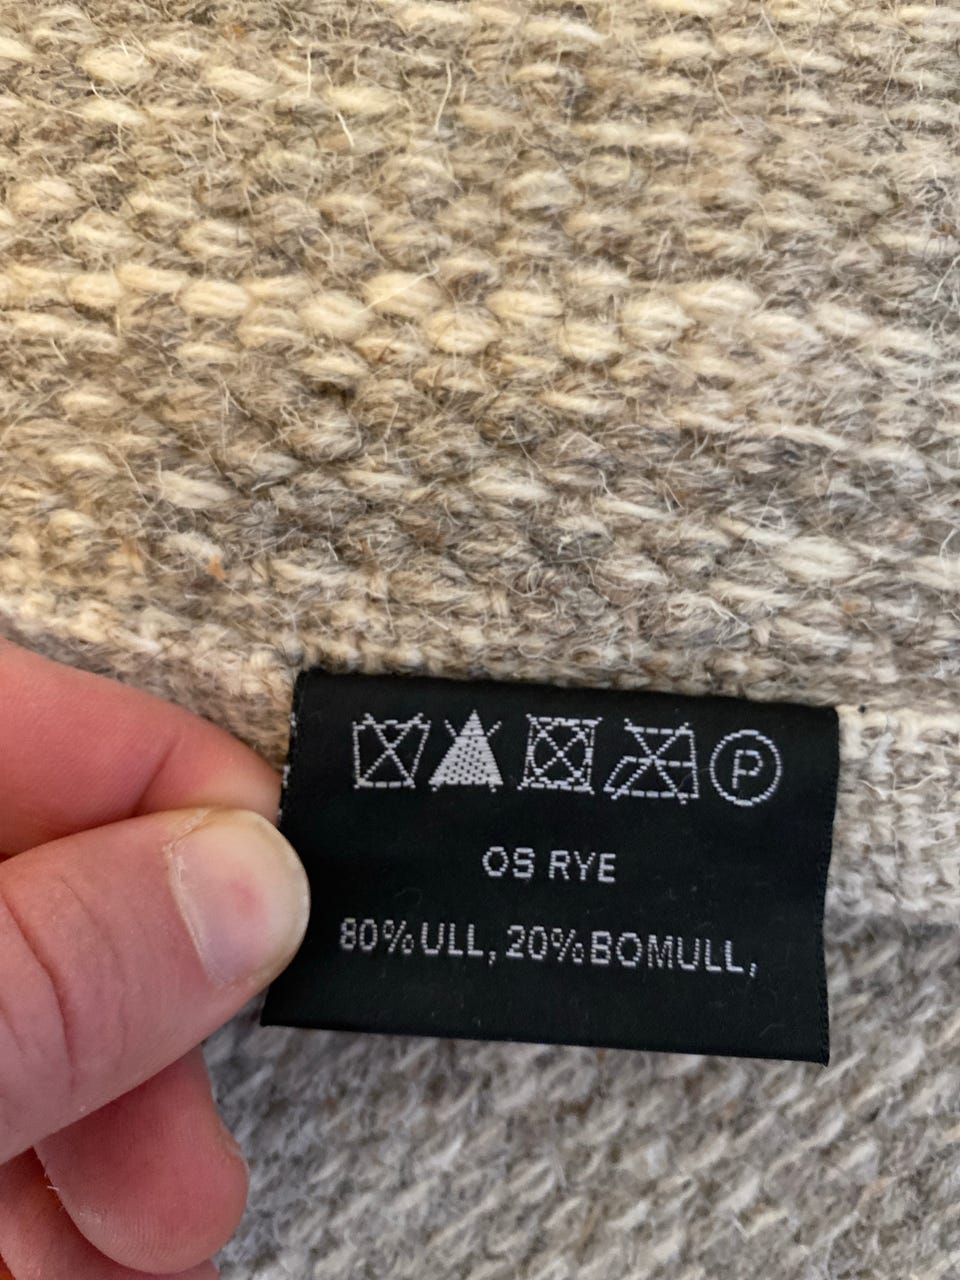 P
OS RYE
80% ULL, 20% BOMULL,